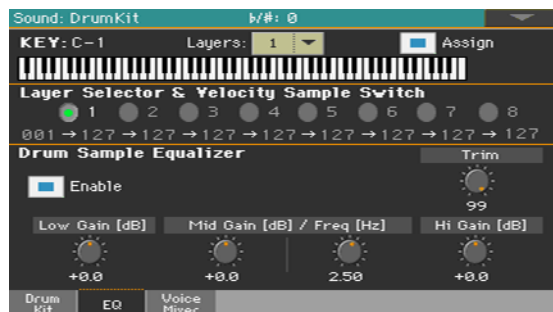 Sound: DrumKit ♭/#: 0
KEY: C-1 Layers: 1 Assign
Layer Selector & Velocity Sample Switch
1 2 3 4 5 6 7 8
001 → 127 → 127 → 127 → 127 → 127 → 127 → 127 → 127
Drum Sample Equalizer Trim
Enable
99
Low Gain [dB] Mid Gain [dB] / Freq [Hz] Hi Gain [dB]
+0.0 +0.0 2.50 +0.0
Drum Kit EQ Voice Mixer